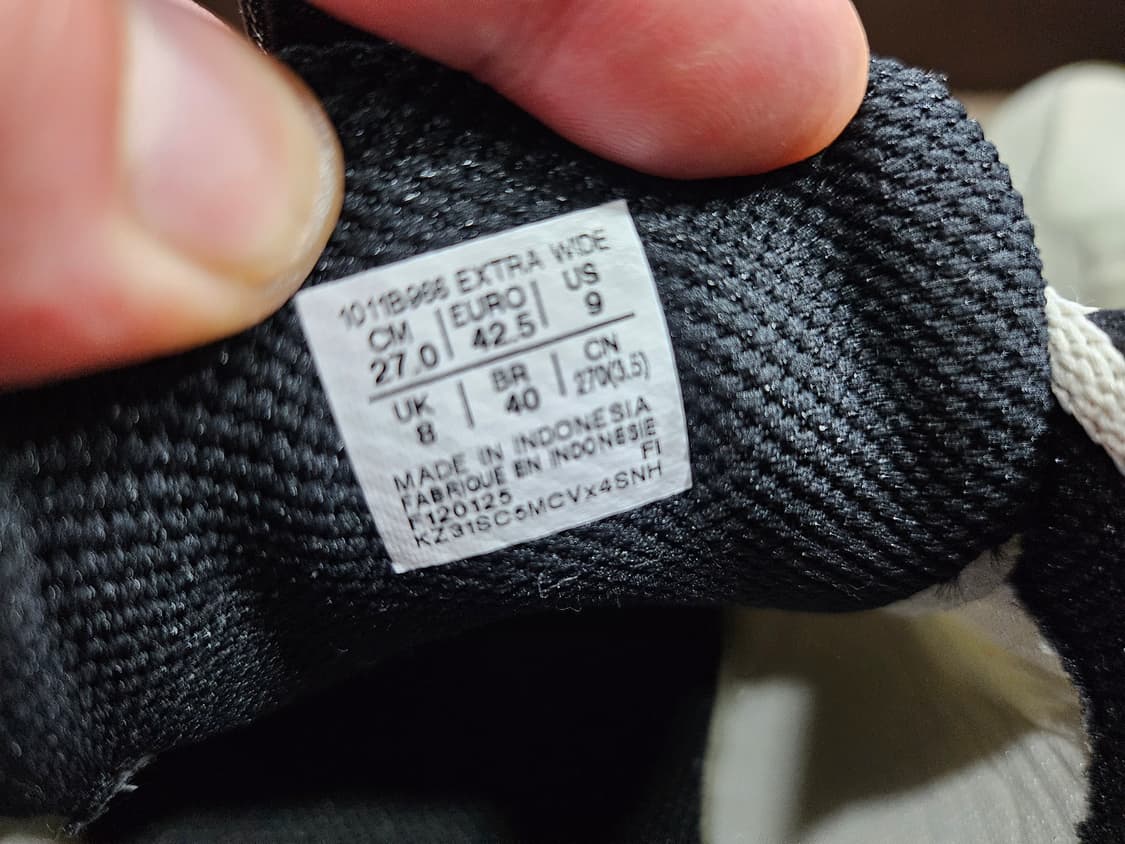 1011B966 EXTRA WIDE
CM | EURO | US
27.0 | 42.5 | 9
UK | BR | CN
8 | 40 | 270(3.5)
MADE IN INDONESIA
FABRIQUE EN INDONESIE
F120125 FI
KZ31SC5MCVx4SNH